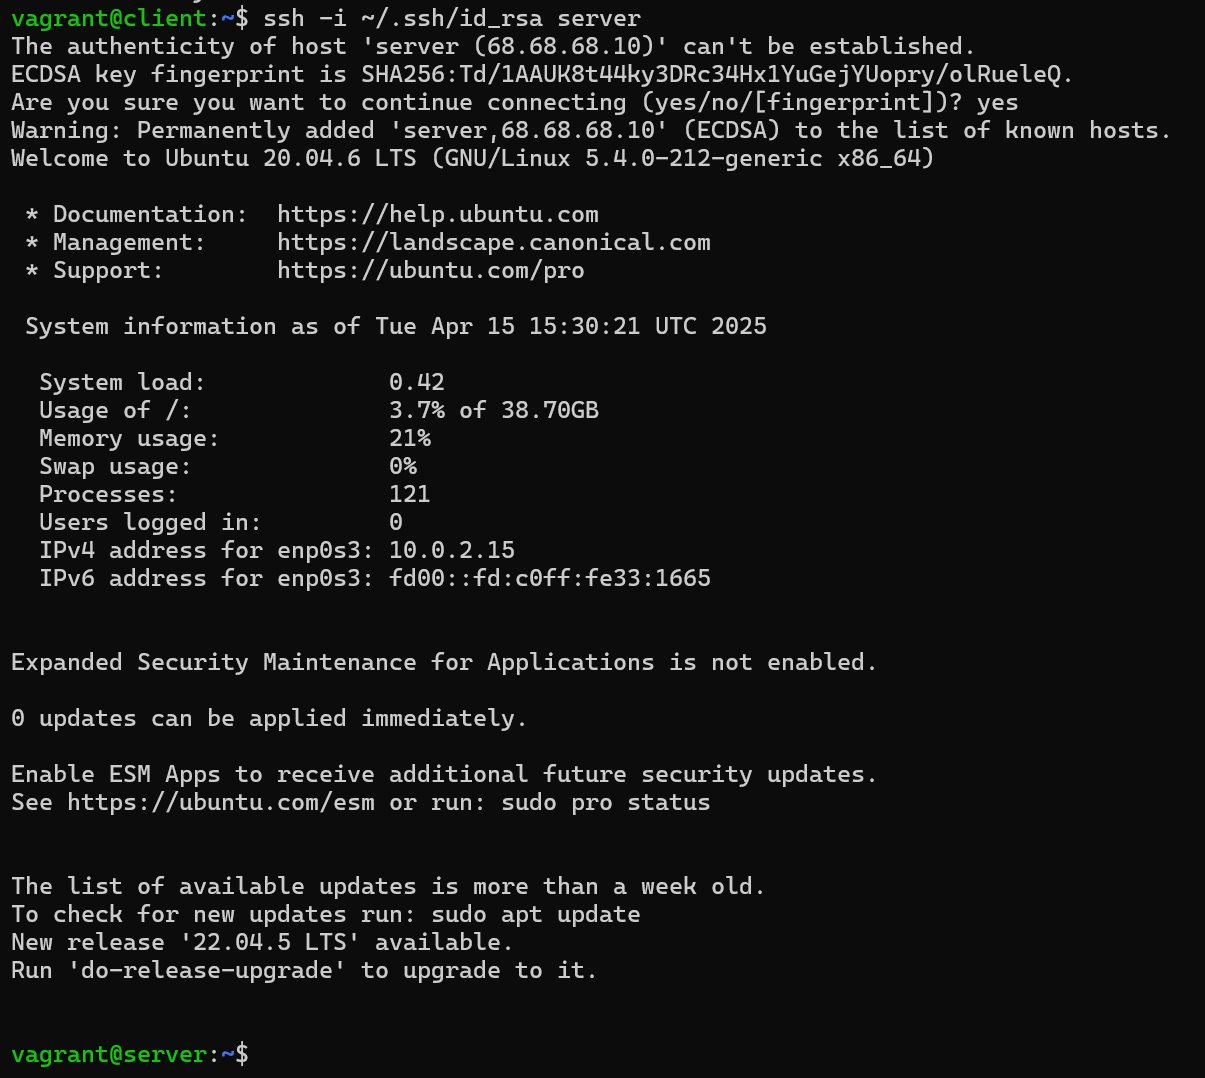 vagrant@client:~$ ssh -i ~/.ssh/id_rsa server
The authenticity of host 'server (68.68.68.10)' can't be established.
ECDSA key fingerprint is SHA256:Td/1AAUK8t44ky3DRc34Hx1YuGejYUopry/olRueleQ.
Are you sure you want to continue connecting (yes/no/[fingerprint])? yes
Warning: Permanently added 'server,68.68.68.10' (ECDSA) to the list of known hosts.
Welcome to Ubuntu 20.04.6 LTS (GNU/Linux 5.4.0-212-generic x86_64)

 * Documentation:  https://help.ubuntu.com
 * Management:     https://landscape.canonical.com
 * Support:        https://ubuntu.com/pro

 System information as of Tue Apr 15 15:30:21 UTC 2025

  System load:             0.42
  Usage of /:              3.7% of 38.70GB
  Memory usage:            21%
  Swap usage:              0%
  Processes:               121
  Users logged in:         0
  IPv4 address for enp0s3: 10.0.2.15
  IPv6 address for enp0s3: fd00::fd:c0ff:fe33:1665


Expanded Security Maintenance for Applications is not enabled.

0 updates can be applied immediately.

Enable ESM Apps to receive additional future security updates.
See https://ubuntu.com/esm or run: sudo pro status


The list of available updates is more than a week old.
To check for new updates run: sudo apt update
New release '22.04.5 LTS' available.
Run 'do-release-upgrade' to upgrade to it.


vagrant@server:~$